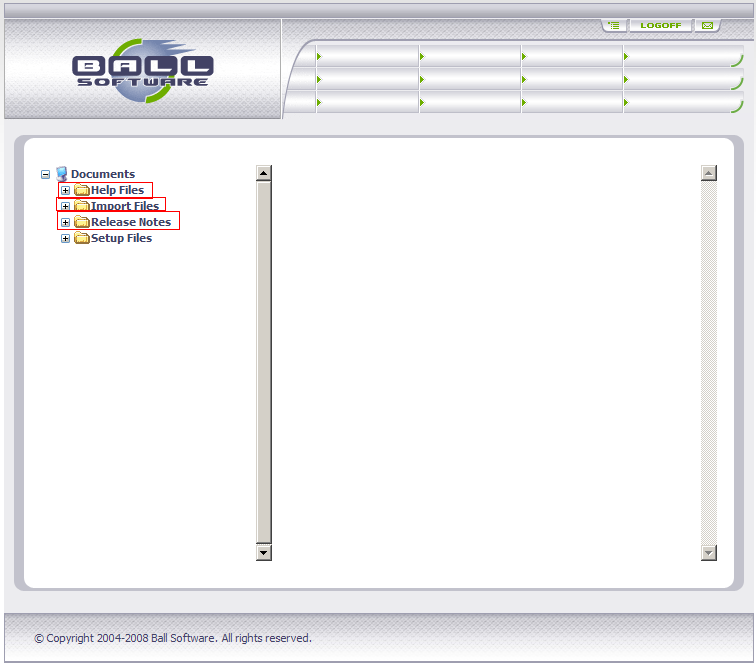 LOGOFF
BALL
SOFTWARE
Documents
Help Files
Import Files
Release Notes
Setup Files
© Copyright 2004-2008 Ball Software. All rights reserved.